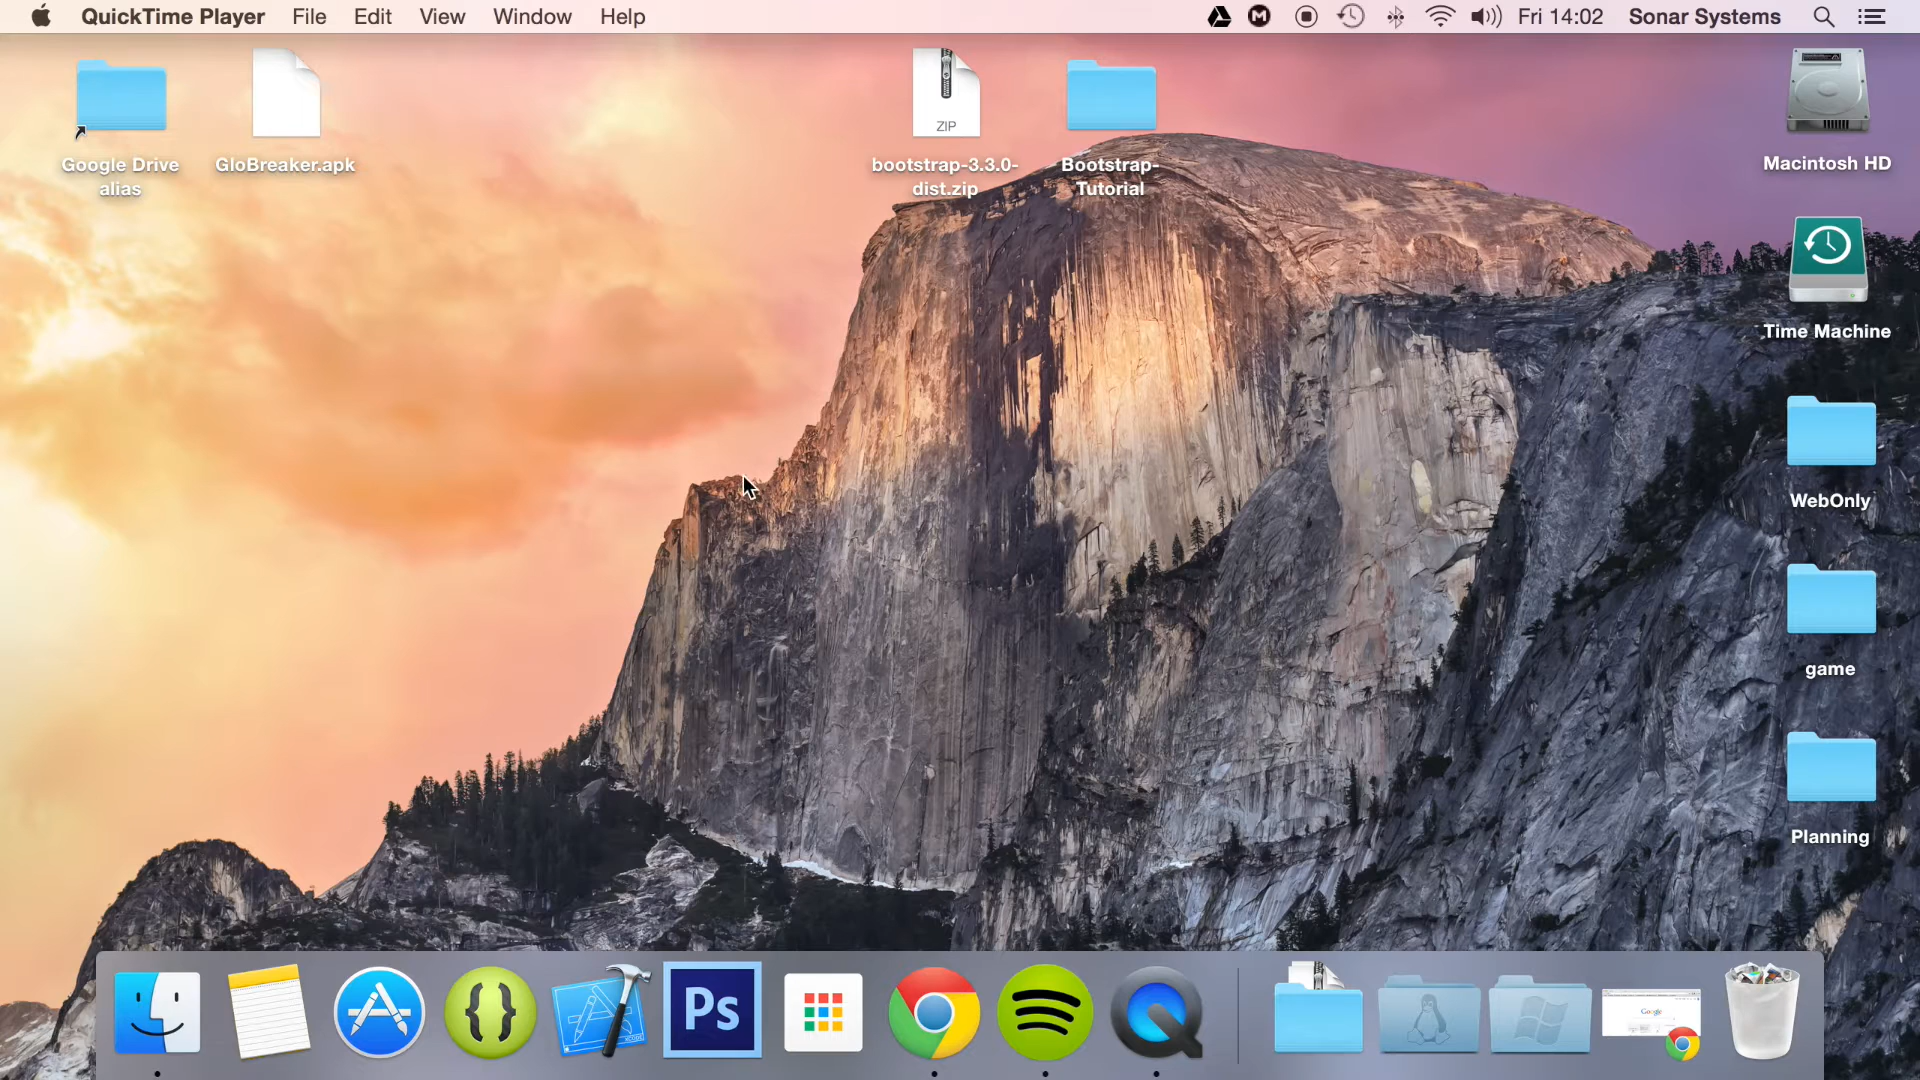 QuickTime Player File Edit View Window Help Fri 14:02 Sonar Systems
Google Drive
alias
GloBreaker.apk
ZIP
bootstrap-3.3.0-
dist.zip
Bootstrap-
Tutorial
Macintosh HD
Time Machine
WebOnly
game
Planning
Ps
Google